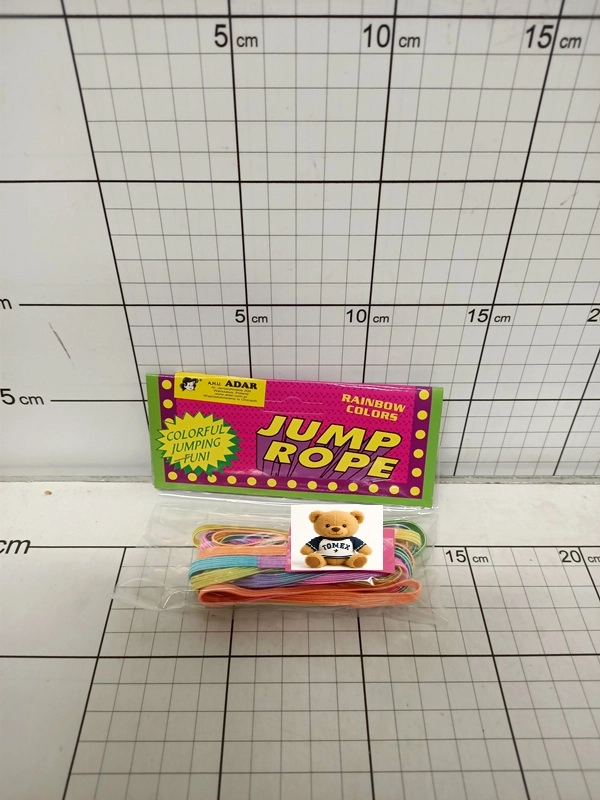 5 cm 10 cm 15 cm
5 cm 10 cm 15 cm 2
5 cm
A.H.U. ADAR
RAINBOW
COLORS
COLORFUL
JUMPING
FUN!
JUMP
ROPE
TOMEX
cm 15 cm 20 cm